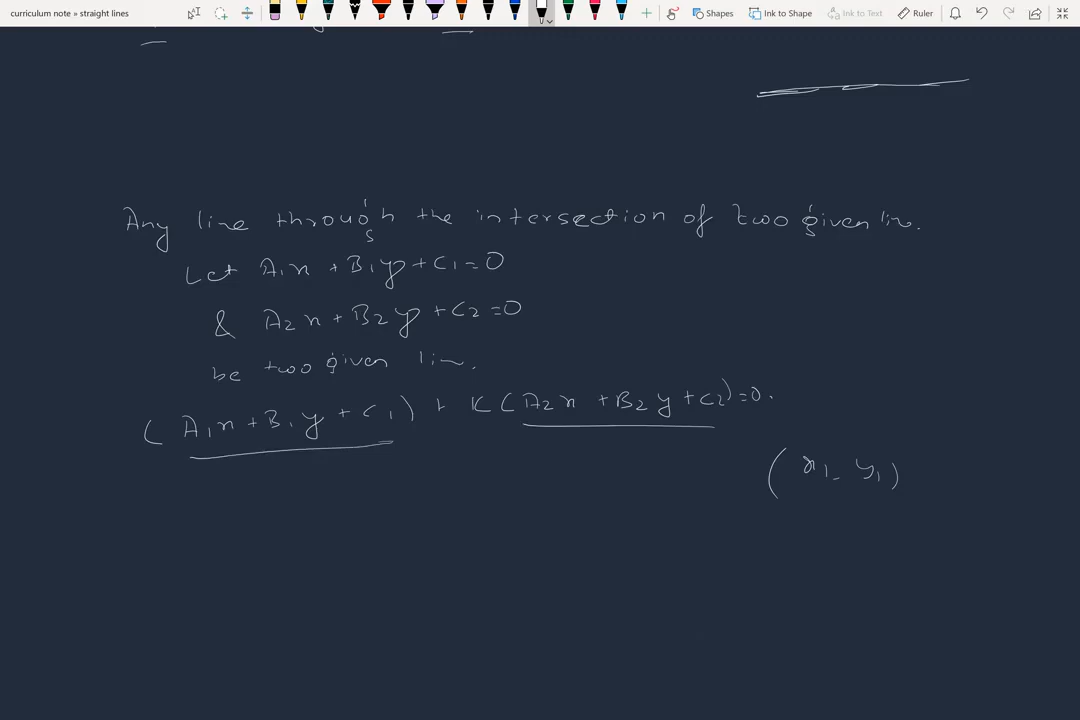 curriculum note » straight lines
Shapes Ink to Shape Ink to Text Ruler
Any line through the intersection of two given lin.
Let A₁x + B₁y + C₁ = 0
& A₂x + B₂y + C₂ = 0
be two given lin.
(A₁x + B₁y + C₁) + K(A₂x + B₂y + C₂) = 0.
(x₁, y₁)